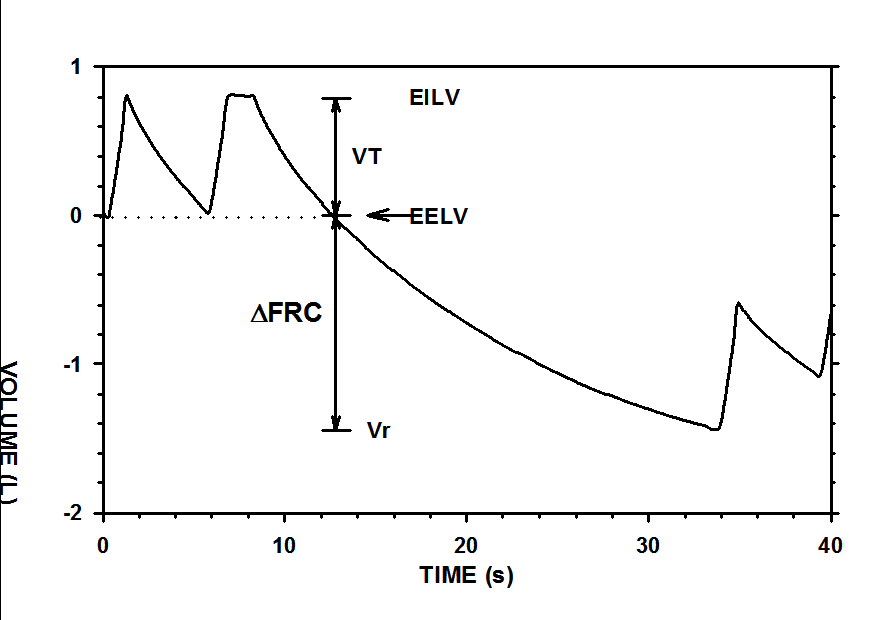 1
EILV
VT
0
EELV
ΔFRC
-1
VOLUME (L)
Vr
-2
0 10 20 30 40
TIME (s)